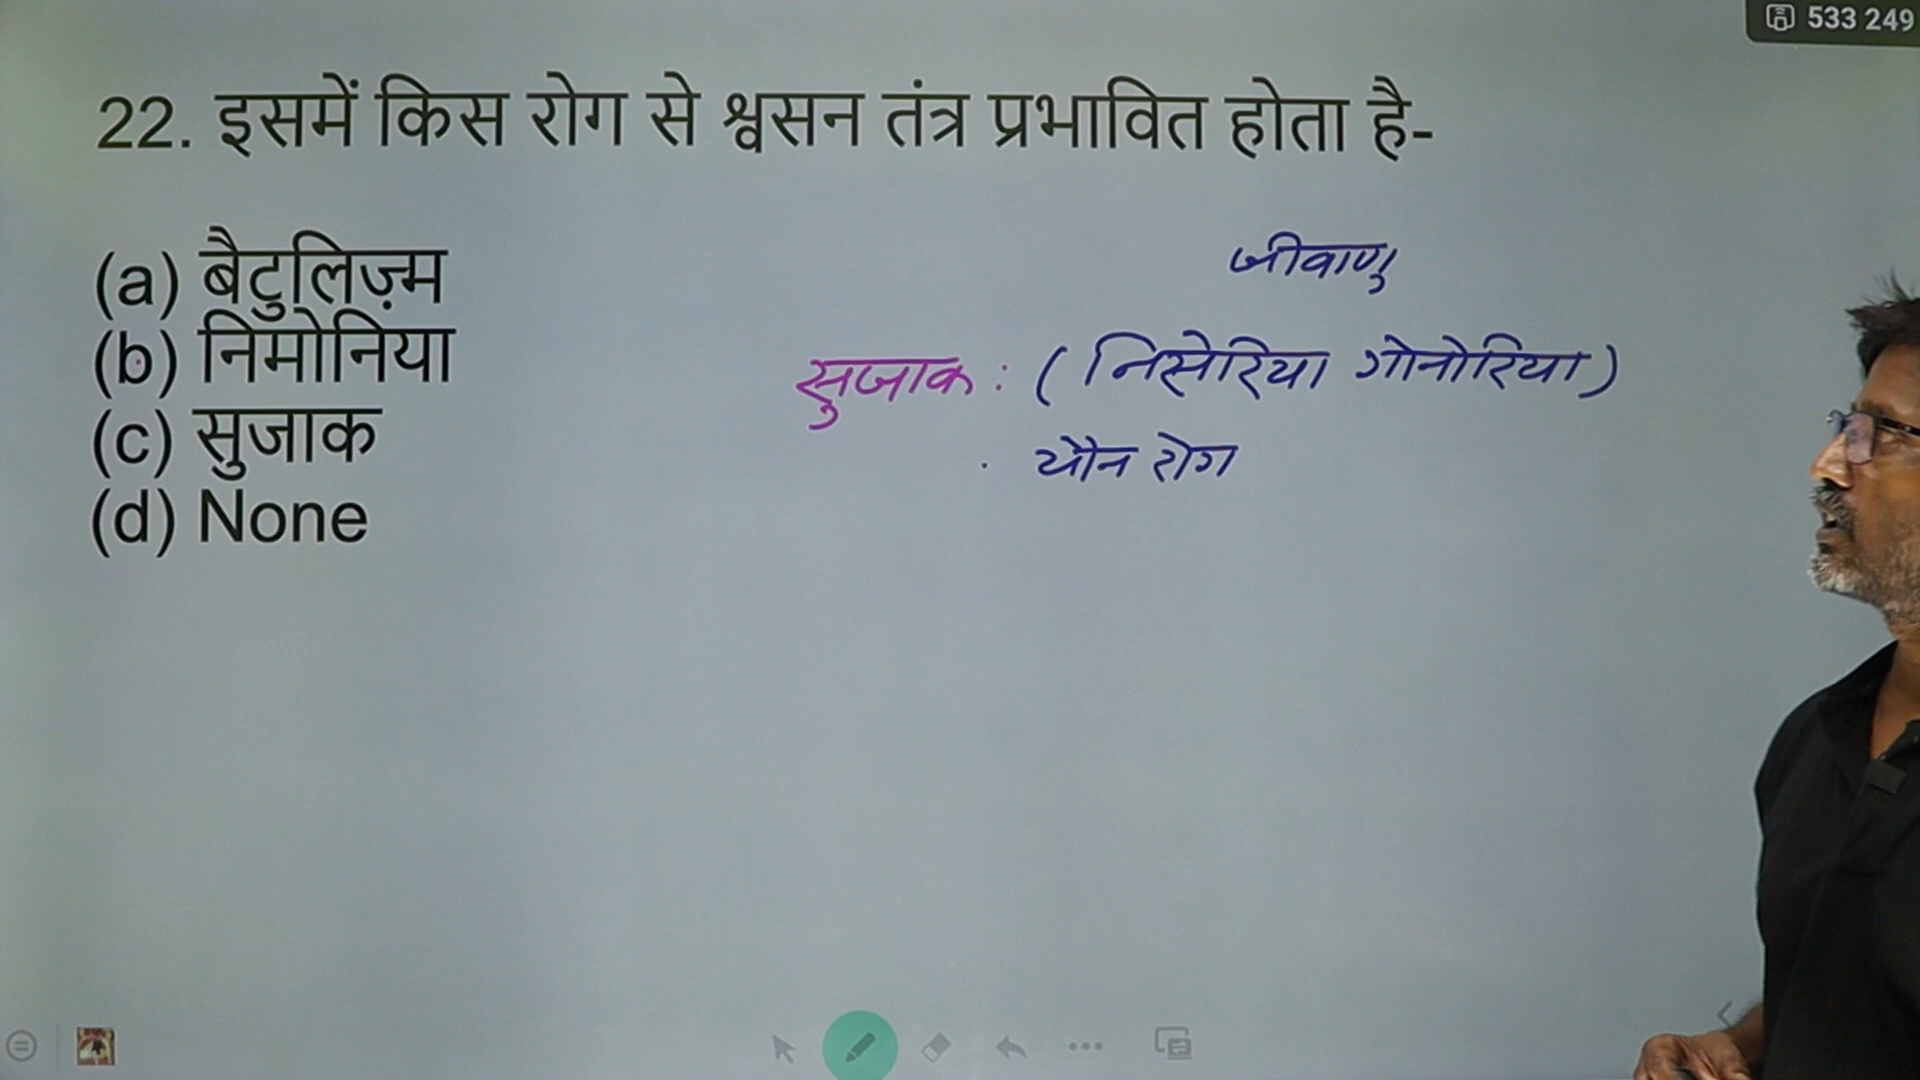 533 249
22. इसमें किस रोग से श्वसन तंत्र प्रभावित होता है-
(a) बैटुलिज़्म
(b) निमोनिया
(c) सुजाक
(d) None
जीवाणु
सुजाक : ( निसेरिया गोनोरिया )
. यौन रोग